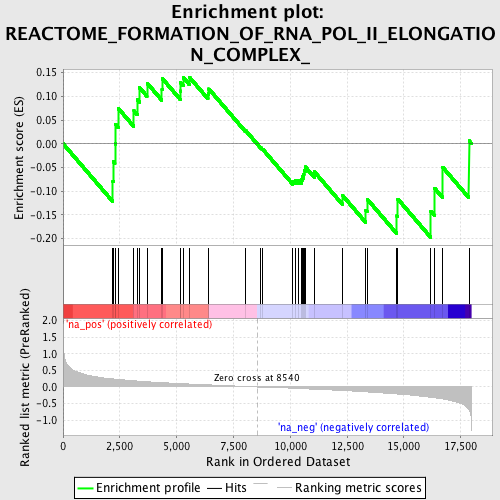 Enrichment plot:
REACTOME_FORMATION_OF_RNA_POL_II_ELONGATIO
N_COMPLEX_
Enrichment score (ES)
0.15
0.10
0.05
0.00
-0.05
-0.10
-0.15
-0.20
'na_pos' (positively correlated)
Ranked list metric (PreRanked)
2.0
1.5
1.0
0.5
0.0
-0.5
-1.0
Zero cross at 8540
'na_neg' (negatively correlated)
0
2,500
5,000
7,500
10,000
12,500
15,000
17,500
Rank in Ordered Dataset
Enrichment profile
Hits
Ranking metric scores